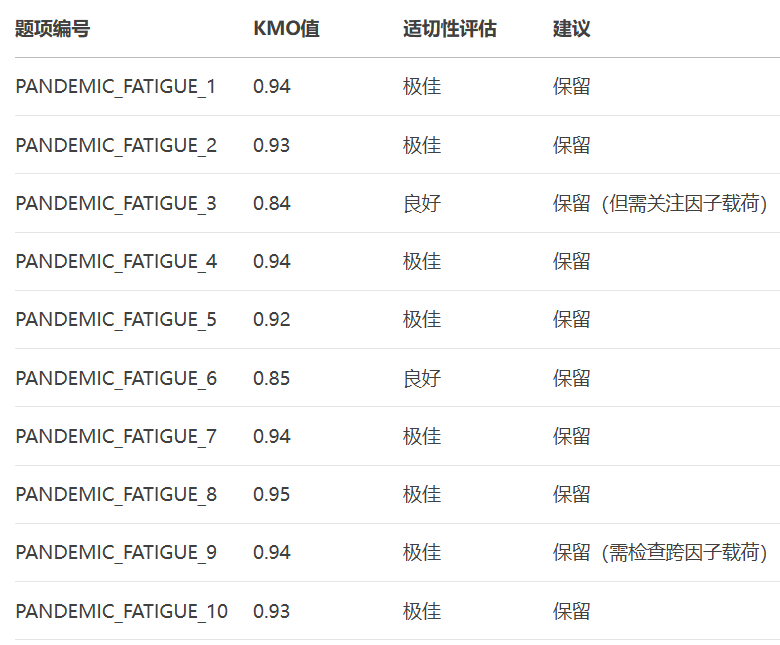 题项编号 KMO值 适切性评估 建议
PANDEMIC_FATIGUE_1 0.94 极佳 保留
PANDEMIC_FATIGUE_2 0.93 极佳 保留
PANDEMIC_FATIGUE_3 0.84 良好 保留（但需关注因子载荷）
PANDEMIC_FATIGUE_4 0.94 极佳 保留
PANDEMIC_FATIGUE_5 0.92 极佳 保留
PANDEMIC_FATIGUE_6 0.85 良好 保留
PANDEMIC_FATIGUE_7 0.94 极佳 保留
PANDEMIC_FATIGUE_8 0.95 极佳 保留
PANDEMIC_FATIGUE_9 0.94 极佳 保留（需检查跨因子载荷）
PANDEMIC_FATIGUE_10 0.93 极佳 保留